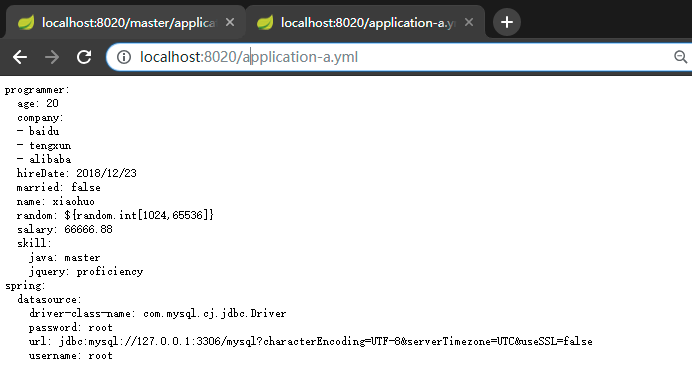 localhost:8020/master/applica
localhost:8020/application-a.y
localhost:8020/application-a.yml
programmer:
  age: 20
  company:
  - baidu
  - tengxun
  - alibaba
  hireDate: 2018/12/23
  married: false
  name: xiaohuo
  random: ${random.int[1024,65536]}
  salary: 66666.88
  skill:
    java: master
    jquery: proficiency
spring:
  datasource:
    driver-class-name: com.mysql.cj.jdbc.Driver
    password: root
    url: jdbc:mysql://127.0.0.1:3306/mysql?characterEncoding=UTF-8&serverTimezone=UTC&useSSL=false
    username: root